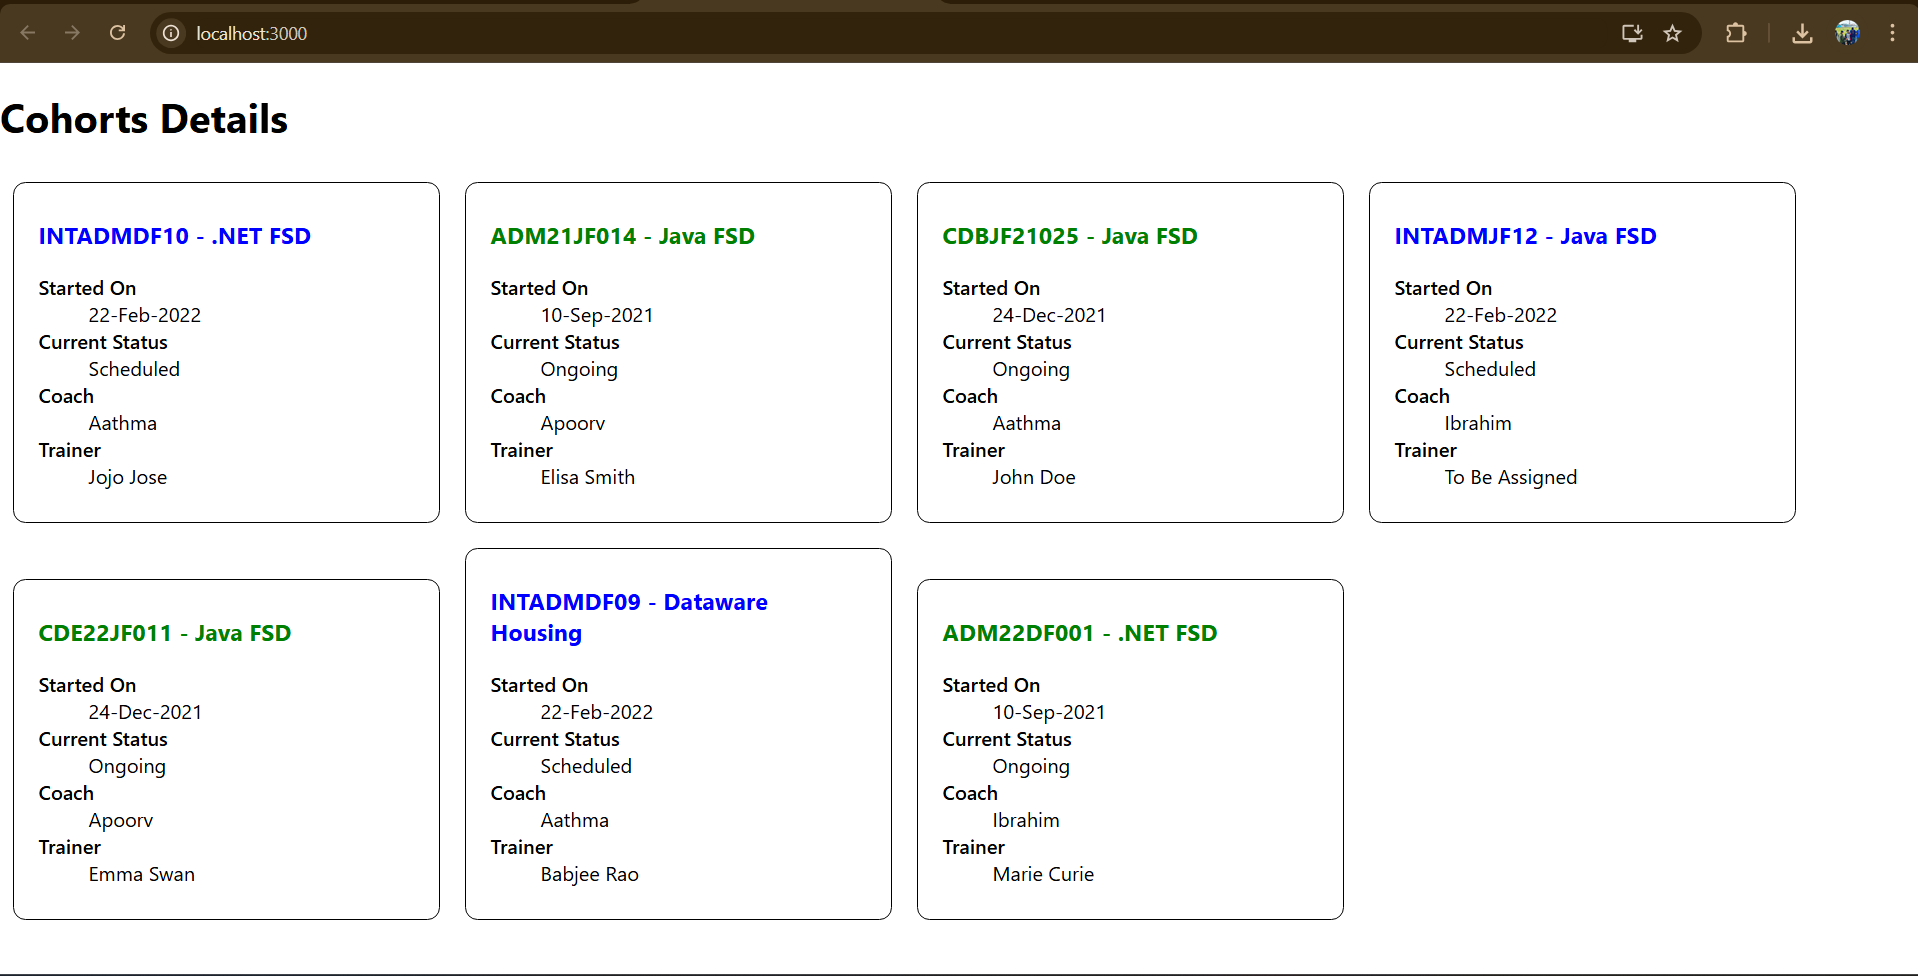 localhost:3000
Cohorts Details
INTADMDF10 - .NET FSD
Started On
22-Feb-2022
Current Status
Scheduled
Coach
Aathma
Trainer
Jojo Jose
ADM21JF014 - Java FSD
Started On
10-Sep-2021
Current Status
Ongoing
Coach
Apoorv
Trainer
Elisa Smith
CDBJF21025 - Java FSD
Started On
24-Dec-2021
Current Status
Ongoing
Coach
Aathma
Trainer
John Doe
INTADMJF12 - Java FSD
Started On
22-Feb-2022
Current Status
Scheduled
Coach
Ibrahim
Trainer
To Be Assigned
CDE22JF011 - Java FSD
Started On
24-Dec-2021
Current Status
Ongoing
Coach
Apoorv
Trainer
Emma Swan
INTADMDF09 - Dataware
Housing
Started On
22-Feb-2022
Current Status
Scheduled
Coach
Aathma
Trainer
Babjee Rao
ADM22DF001 - .NET FSD
Started On
10-Sep-2021
Current Status
Ongoing
Coach
Ibrahim
Trainer
Marie Curie